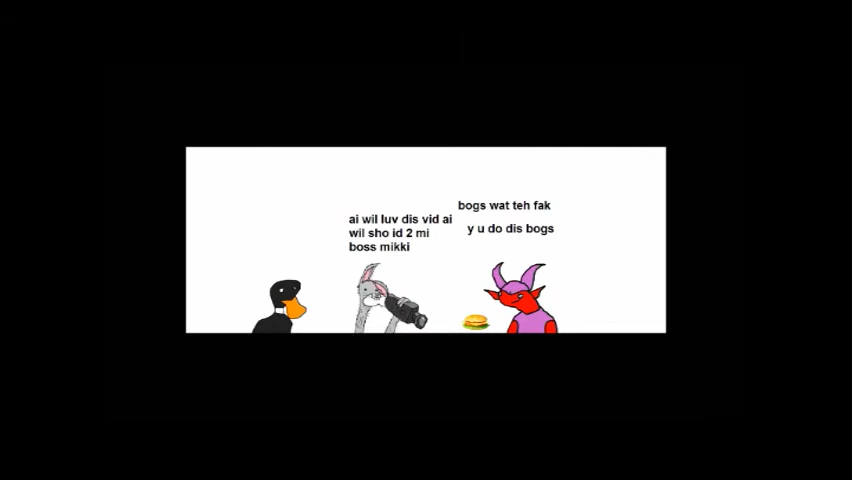 ai wil luv dis vid ai
wil sho id 2 mi
boss mikki
bogs wat teh fak
y u do dis bogs